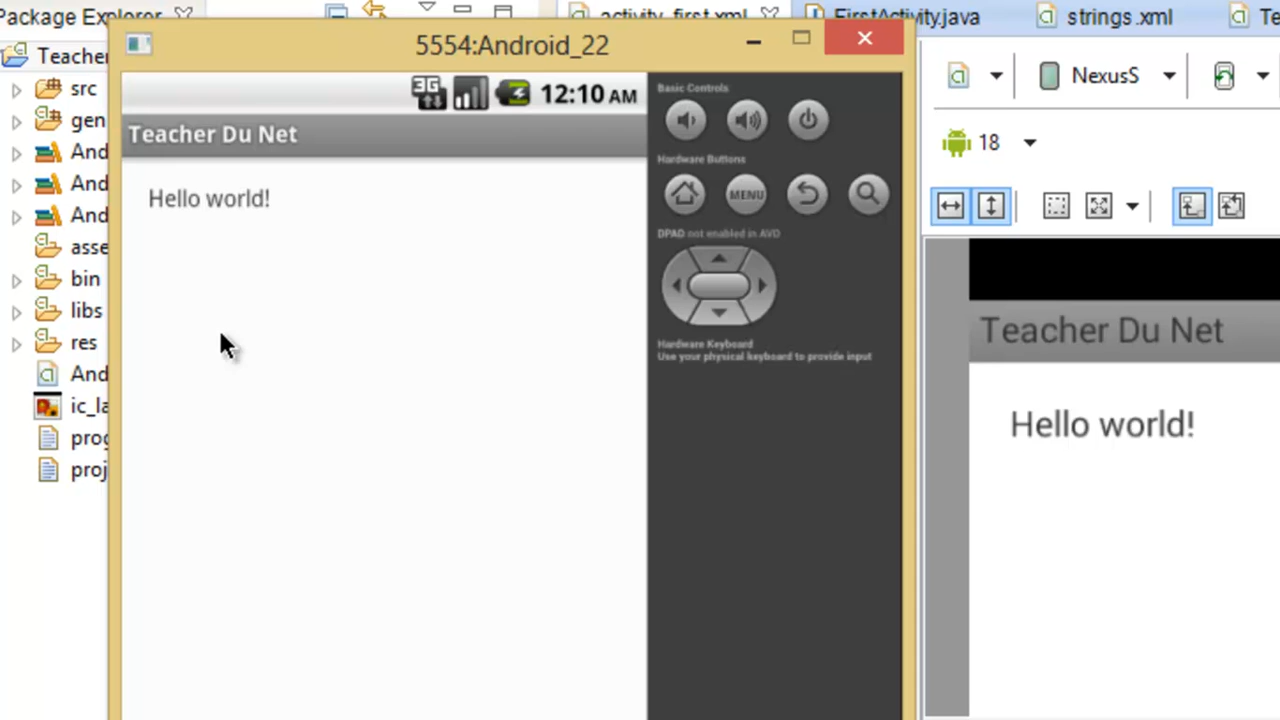 Package Explorer
activity_first.xml
FirstActivity.java
strings.xml
Te
5554:Android_22
Teacher
src
gen
And
And
And
asse
bin
libs
res
And
ic_la
prog
proj
3G
12:10 AM
Teacher Du Net
Hello world!
Basic Controls
Hardware Buttons
MENU
DPAD not enabled in AVD
Hardware Keyboard
Use your physical keyboard to provide input
NexusS
18
Teacher Du Net
Hello world!